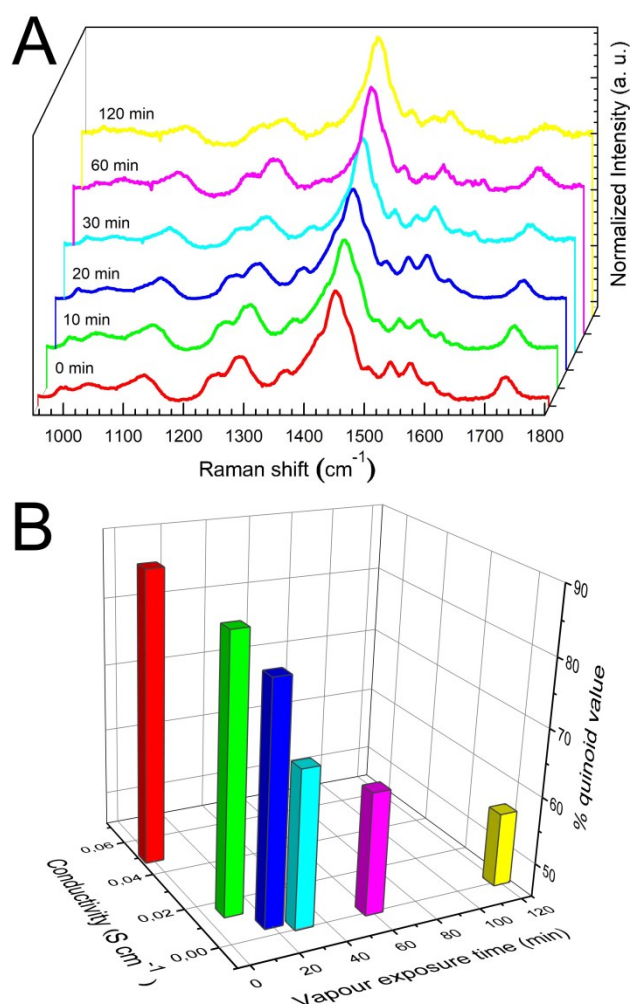 A
120 min
60 min
30 min
20 min
10 min
0 min
Normalized Intensity (a. u.)
1000 1100 1200 1300 1400 1500 1600 1700 1800
Raman shift (cm⁻¹)
B
90
80
70
60
50
% quinoid value
0,06
0,04
0,02
0,00
Conductivity (S cm⁻¹)
0 20 40 60 80 100 120
Vapour exposure time (min)